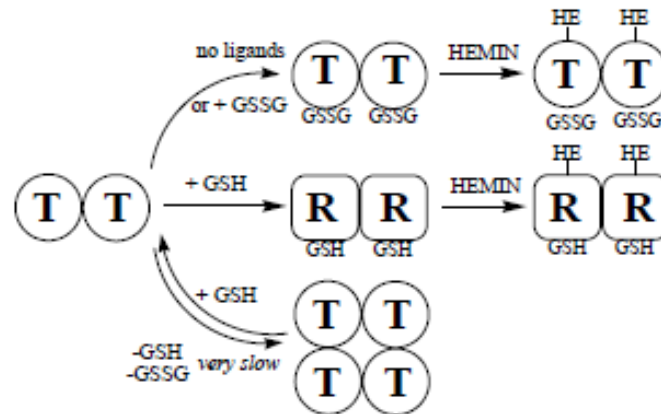 HE HE
no ligands
T T
HEMIN
T T
or + GSSG
GSSG GSSG
GSSG GSSG
HE HE
+ GSH
HEMIN
T T
R R
R R
GSH GSH
GSH GSH
+ GSH
T T
-GSH
-GSSG
very slow
T T